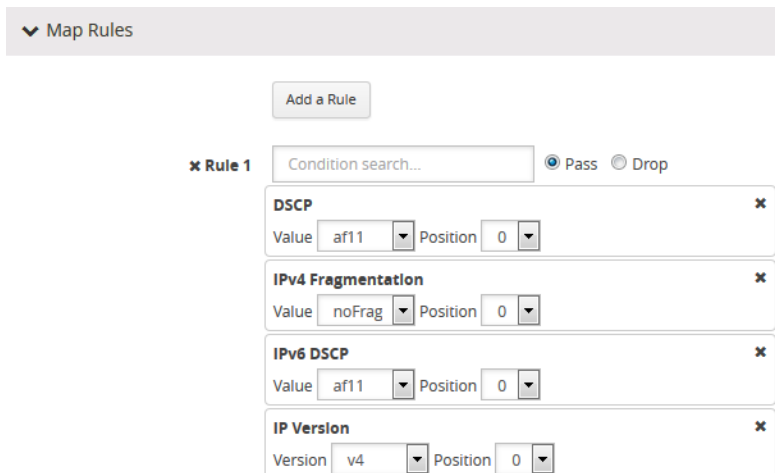 Map Rules
Add a Rule
✖ Rule 1 Condition search... Pass Drop
DSCP ✖
Value af11 Position 0
IPv4 Fragmentation ✖
Value noFrag Position 0
IPv6 DSCP ✖
Value af11 Position 0
IP Version ✖
Version v4 Position 0